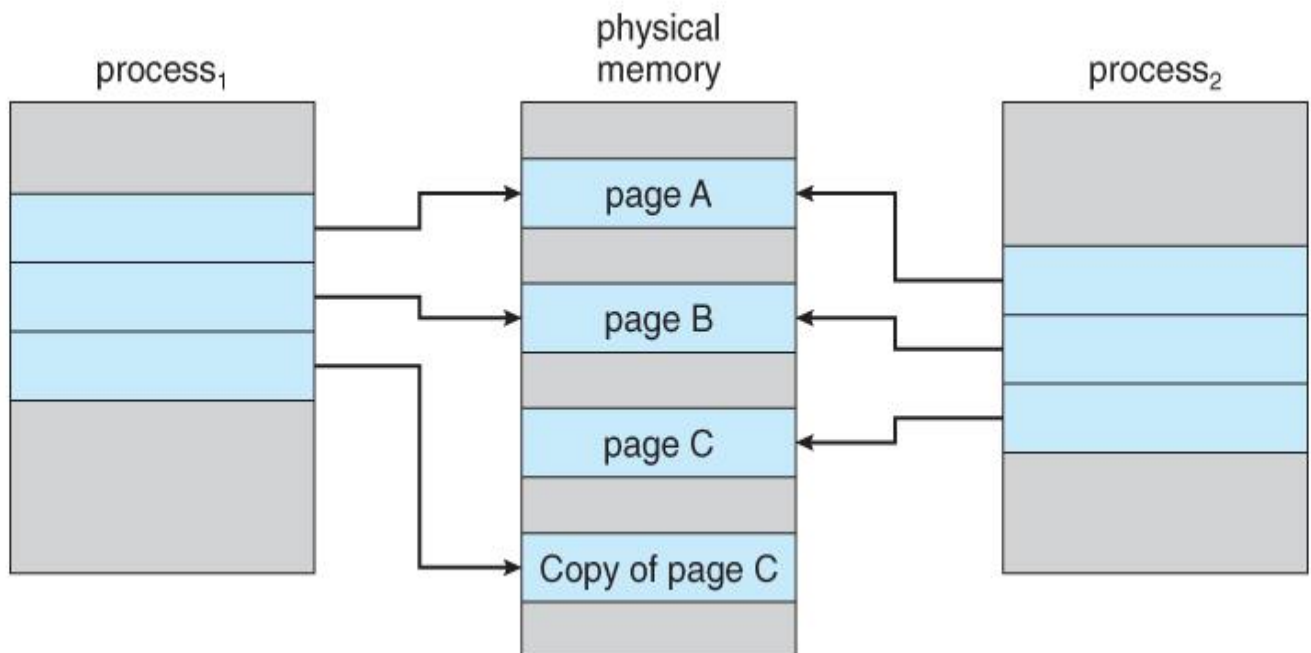 process₁
physical
memory
process₂
page A
page B
page C
Copy of page C